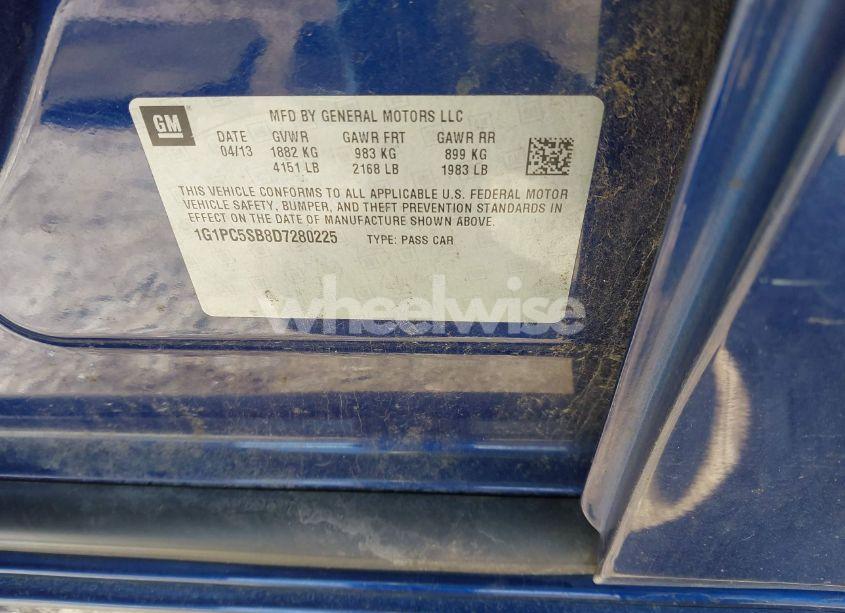 GM
MFD BY GENERAL MOTORS LLC
DATE GVWR GAWR FRT GAWR RR
04/13 1882 KG 983 KG 899 KG
4151 LB 2168 LB 1983 LB
THIS VEHICLE CONFORMS TO ALL APPLICABLE U.S. FEDERAL MOTOR
VEHICLE SAFETY, BUMPER, AND THEFT PREVENTION STANDARDS IN
EFFECT ON THE DATE OF MANUFACTURE SHOWN ABOVE.
1G1PC5SB8D7280225 TYPE: PASS CAR
wheelwise